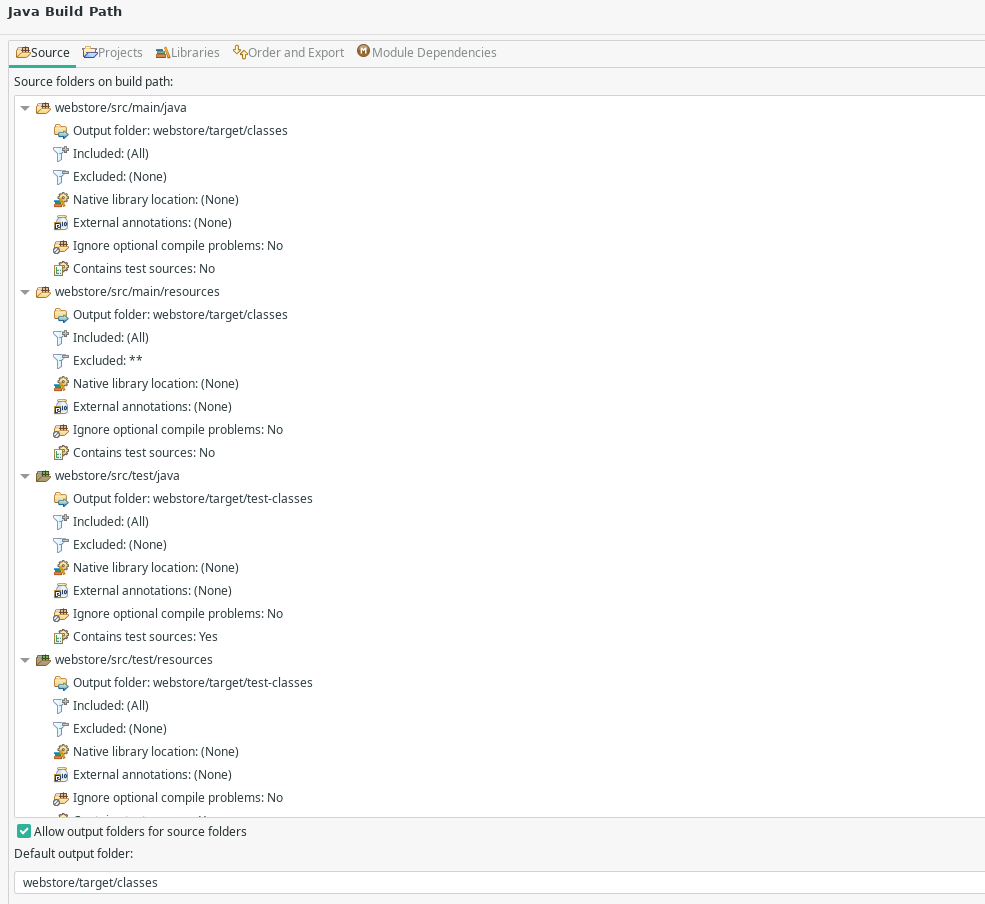 Java Build Path
Source Projects Libraries Order and Export Module Dependencies
Source folders on build path:
webstore/src/main/java
Output folder: webstore/target/classes
Included: (All)
Excluded: (None)
Native library location: (None)
External annotations: (None)
Ignore optional compile problems: No
Contains test sources: No
webstore/src/main/resources
Output folder: webstore/target/classes
Included: (All)
Excluded: **
Native library location: (None)
External annotations: (None)
Ignore optional compile problems: No
Contains test sources: No
webstore/src/test/java
Output folder: webstore/target/test-classes
Included: (All)
Excluded: (None)
Native library location: (None)
External annotations: (None)
Ignore optional compile problems: No
Contains test sources: Yes
webstore/src/test/resources
Output folder: webstore/target/test-classes
Included: (All)
Excluded: (None)
Native library location: (None)
External annotations: (None)
Ignore optional compile problems: No
Allow output folders for source folders
Default output folder:
webstore/target/classes